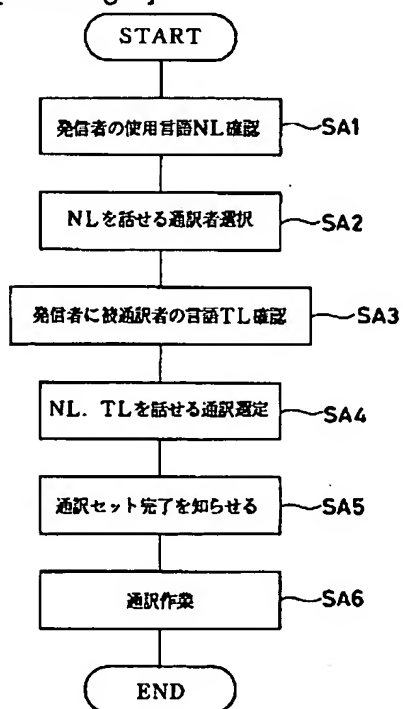 START
発信者の使用言語NL確認 SA1
NLを話せる通訳者選択 SA2
発信者に被通訳者の言語TL確認 SA3
NL．TLを話せる通訳選定 SA4
通訳セット完了を知らせる SA5
通訳作業 SA6
END